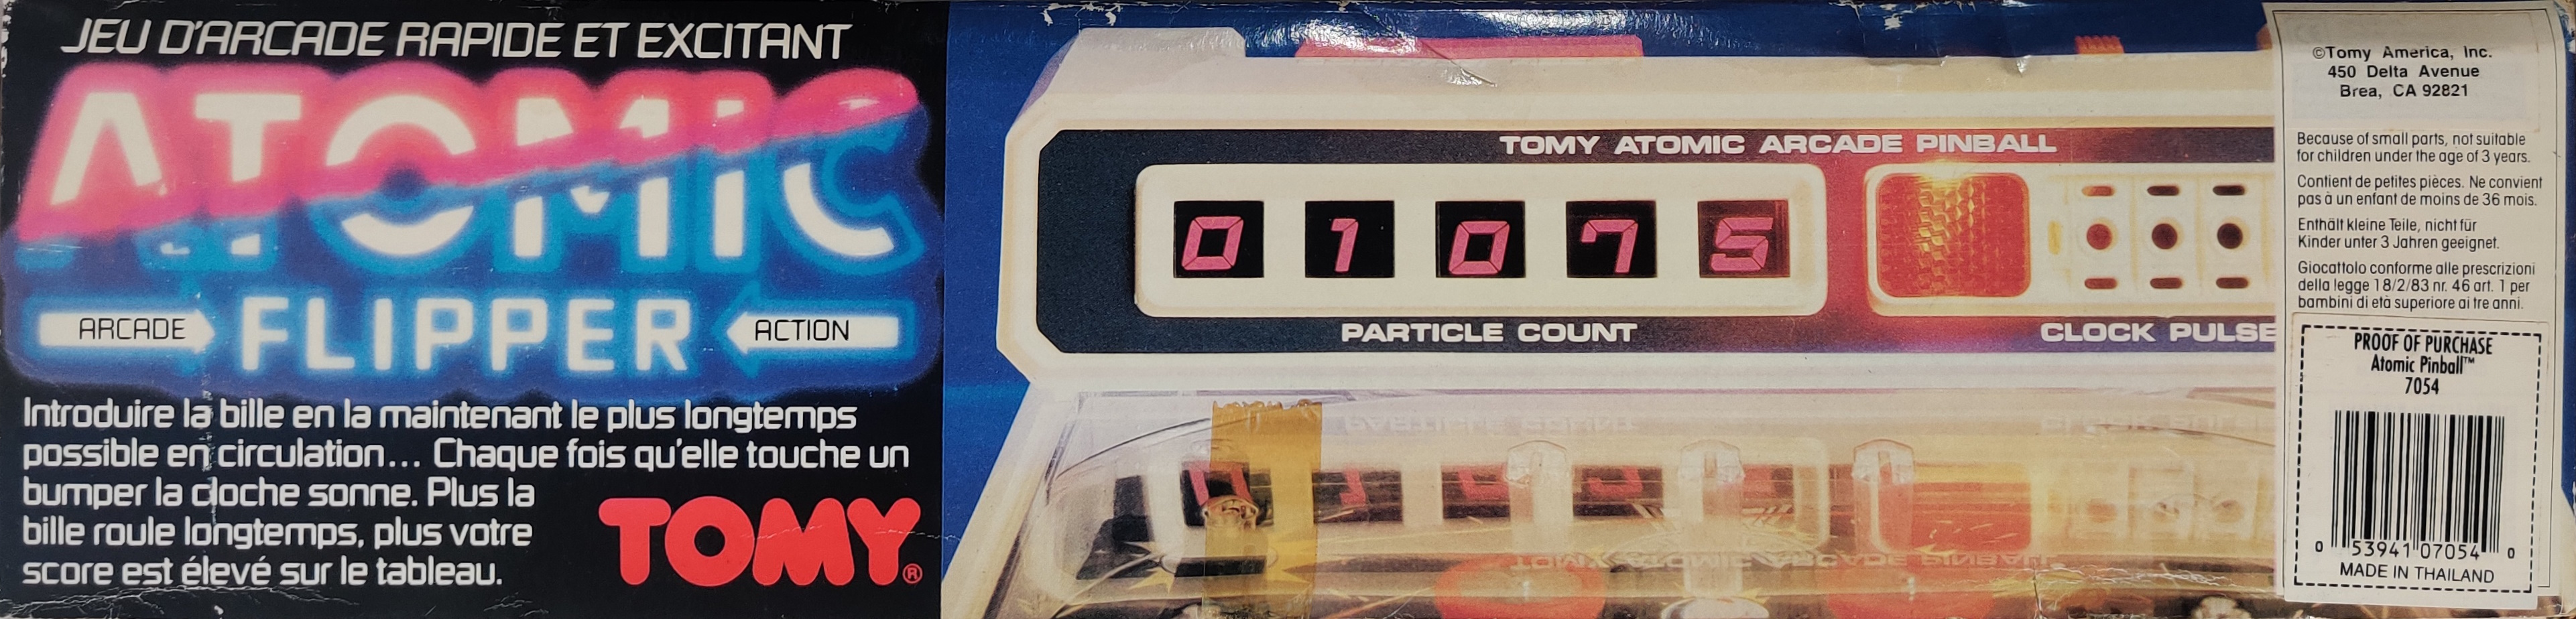 JEU D'ARCADE RAPIDE ET EXCITANT
ATOMIC
ARCADE FLIPPER ACTION
Introduire la bille en la maintenant le plus longtemps
possible en circulation... Chaque fois qu'elle touche un
bumper la cloche sonne. Plus la
bille roule longtemps, plus votre
score est élevé sur le tableau.
TOMY®
TOMY ATOMIC ARCADE PINBALL
0 1 0 7 5
PARTICLE COUNT
CLOCK PULSE
©Tomy America, Inc.
450 Delta Avenue
Brea, CA 92821
Because of small parts, not suitable
for children under the age of 3 years.
Contient de petites pièces. Ne convient
pas à un enfant de moins de 36 mois.
Enthält kleine Teile, nicht für
Kinder unter 3 Jahren geeignet.
Giocattolo conforme alle prescrizioni
della legge 18/2/83 nr. 46 art. 1 per
bambini di età superiore ai tre anni.
PROOF OF PURCHASE
Atomic Pinball™
7054
0 53941 07054 0
MADE IN THAILAND